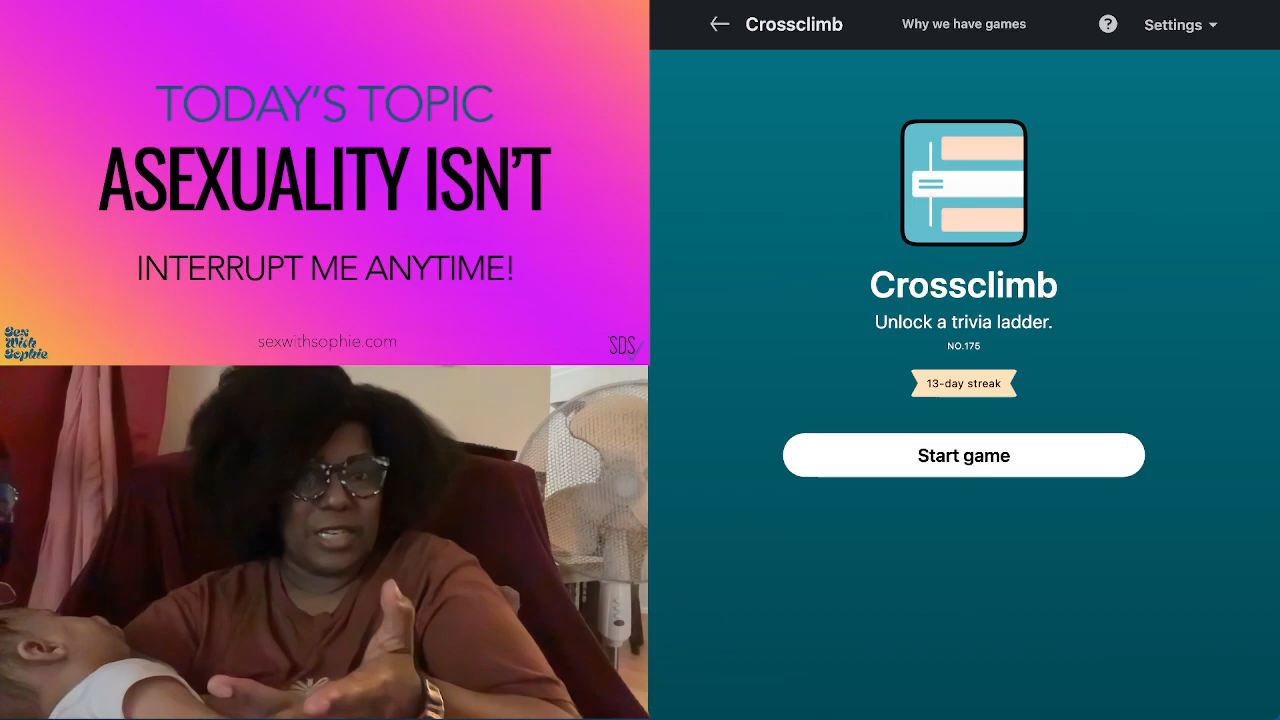 TODAY'S TOPIC
ASEXUALITY ISN'T
INTERRUPT ME ANYTIME!
Sex
With
Sophie
sexwithsophie.com
SDS
Crossclimb
Why we have games
?
Settings
Crossclimb
Unlock a trivia ladder.
NO.175
13-day streak
Start game